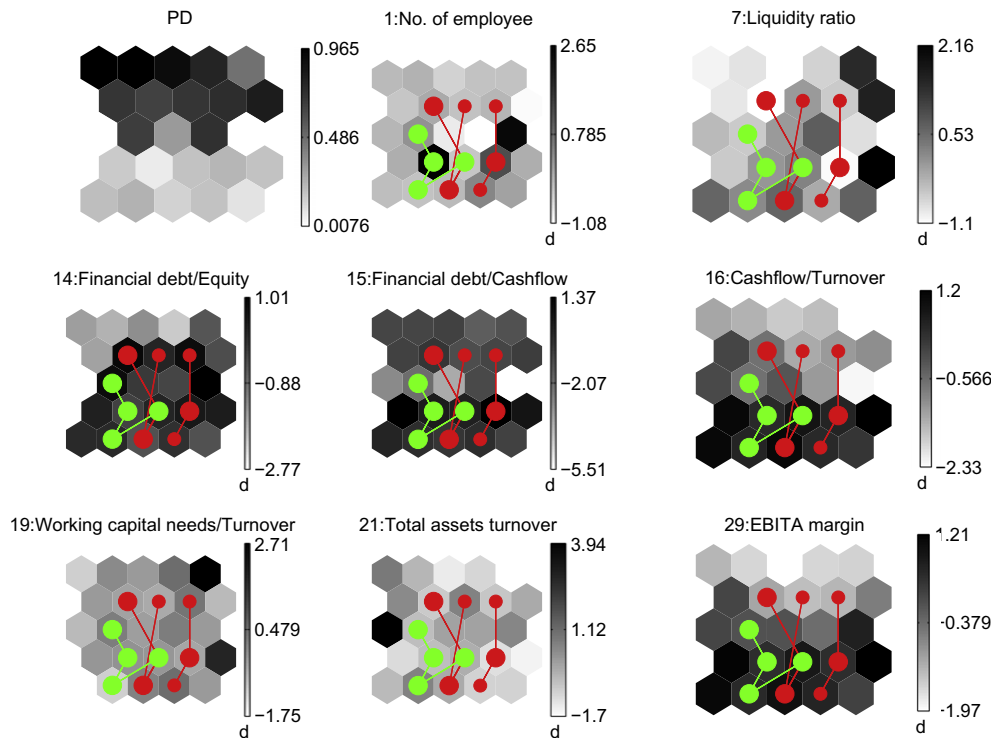 PD
0.965
0.486
0.0076
1:No. of employee
2.65
0.785
−1.08
d
7:Liquidity ratio
2.16
0.53
−1.1
d
14:Financial debt/Equity
1.01
−0.88
−2.77
d
15:Financial debt/Cashflow
1.37
−2.07
−5.51
d
16:Cashflow/Turnover
1.2
−0.566
−2.33
d
19:Working capital needs/Turnover
2.71
0.479
−1.75
d
21:Total assets turnover
3.94
1.12
−1.7
d
29:EBITA margin
1.21
-0.379
-1.97
d